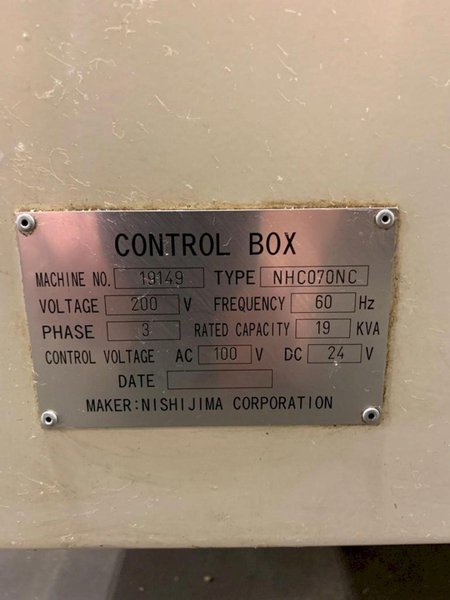 CONTROL BOX
MACHINE NO. 19149 TYPE NHC070NC
VOLTAGE 200 V FREQUENCY 60 Hz
PHASE 3 RATED CAPACITY 19 KVA
CONTROL VOLTAGE AC 100 V DC 24 V
DATE
MAKER:NISHIJIMA CORPORATION